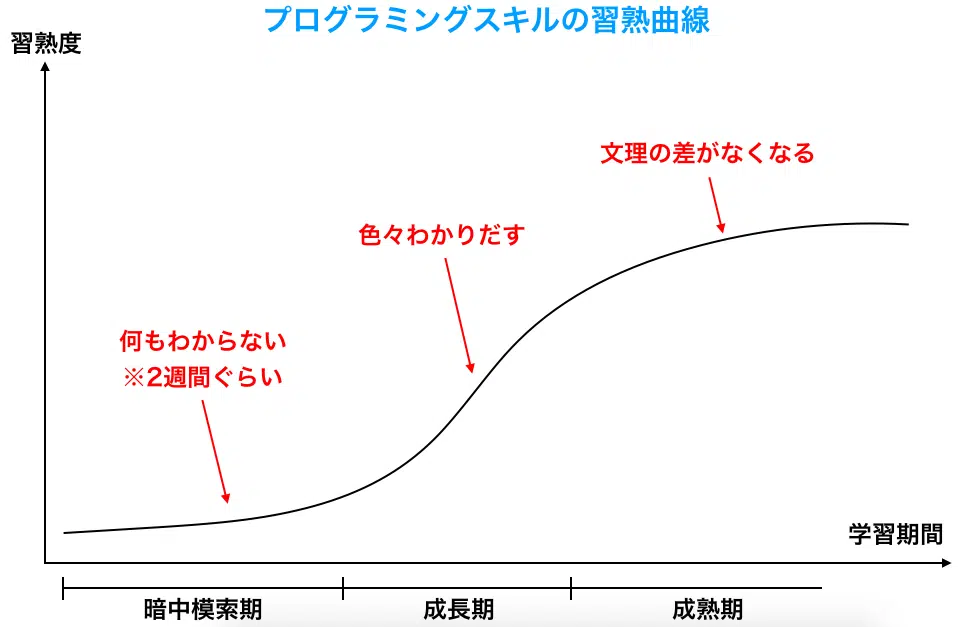 プログラミングスキルの習熟曲線
習熟度
文理の差がなくなる
色々わかりだす
何もわからない
※2週間ぐらい
学習期間
暗中模索期
成長期
成熟期